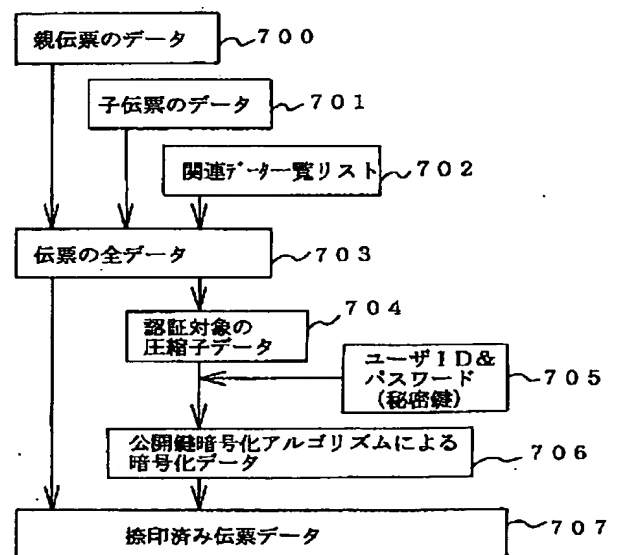 親伝票のデータ
700
子伝票のデータ
701
関連データ一覧リスト
702
伝票の全データ
703
認証対象の
圧縮子データ
704
ユーザID&
パスワード
(秘密鍵)
705
公開鍵暗号化アルゴリズムによる
暗号化データ
706
捺印済み伝票データ
707